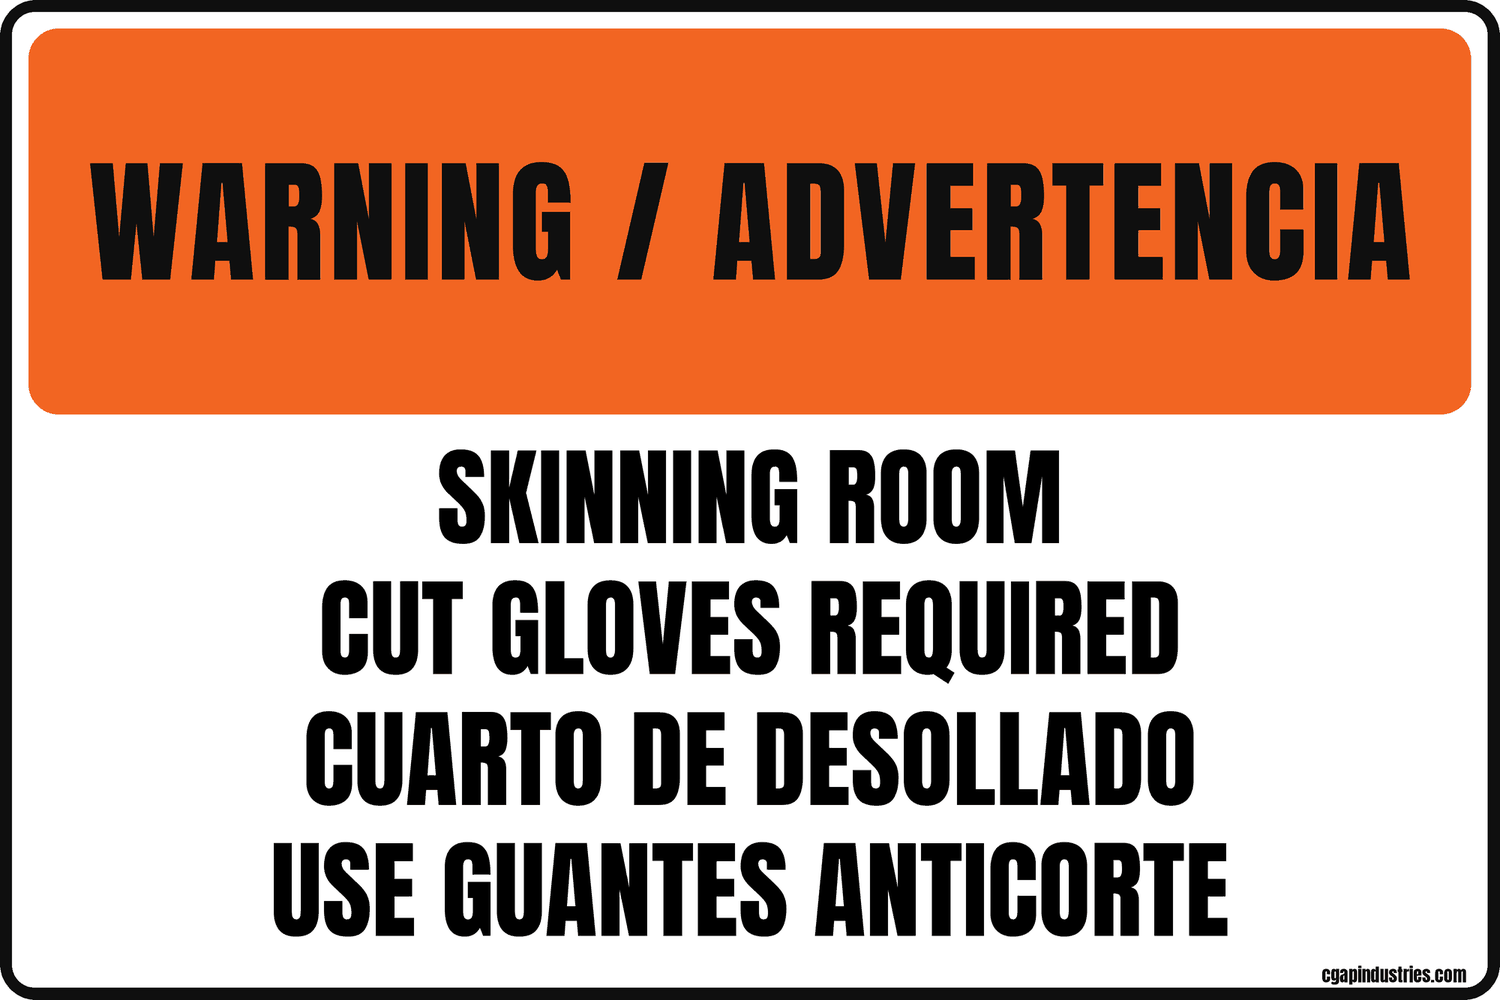 WARNING / ADVERTENCIA
SKINNING ROOM
CUT GLOVES REQUIRED
CUARTO DE DESOLLADO
USE GUANTES ANTICORTE
cgapindustries.com